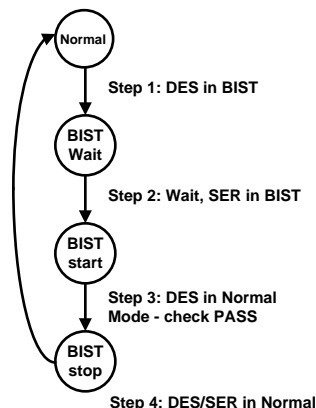 Normal
Step 1: DES in BIST
BIST
Wait
Step 2: Wait, SER in BIST
BIST
start
Step 3: DES in Normal
Mode - check PASS
BIST
stop
Step 4: DES/SER in Normal